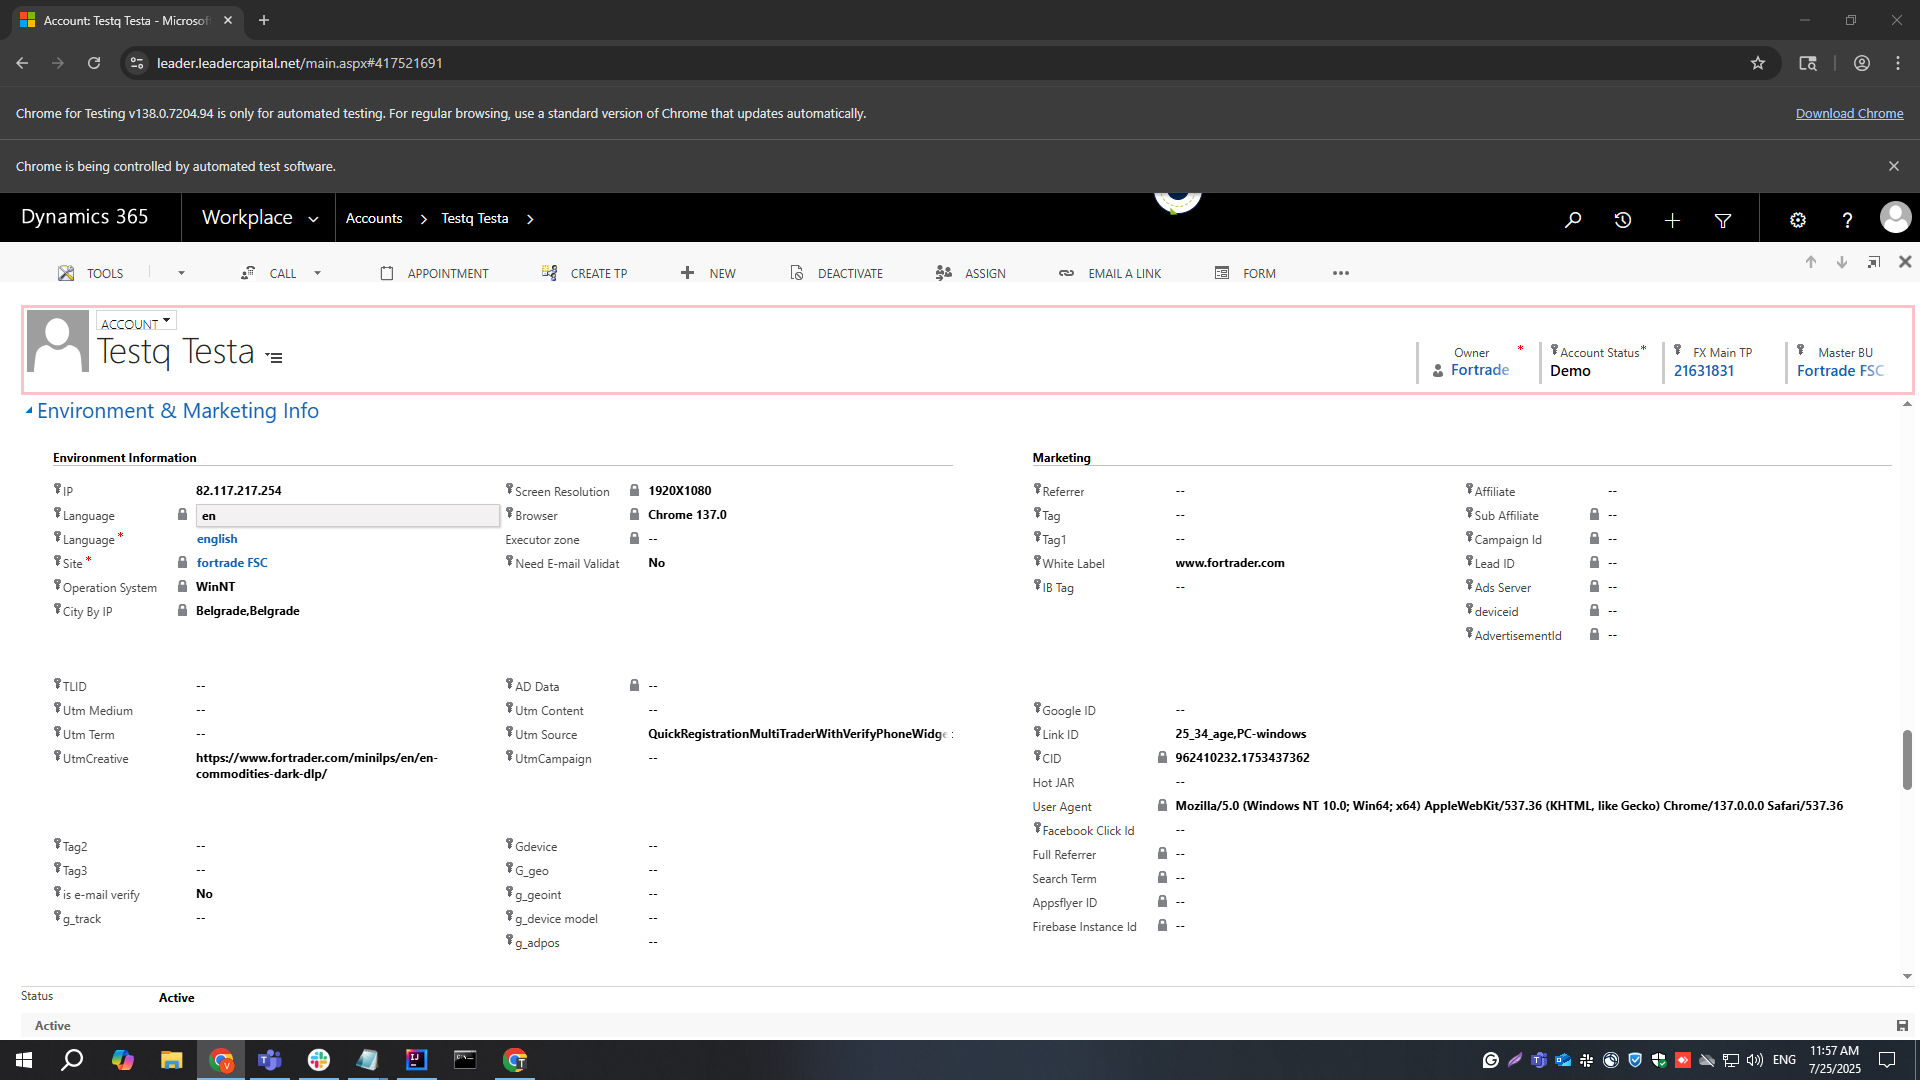 Account: Testq Testa - Microsof
leader.leadercapital.net/main.aspx#417521691
Chrome for Testing v138.0.7204.94 is only for automated testing. For regular browsing, use a standard version of Chrome that updates automatically.
Download Chrome
Chrome is being controlled by automated test software.
Dynamics 365
Workplace
Accounts
Testq Testa
TOOLS
CALL
APPOINTMENT
CREATE TP
NEW
DEACTIVATE
ASSIGN
EMAIL A LINK
FORM
ACCOUNT
Testq Testa
Owner *
Fortrade
Account Status*
Demo
FX Main TP
21631831
Master BU
Fortrade FSC
Environment & Marketing Info
Environment Information
IP 82.117.217.254
Language en
Language * english
Site * fortrade FSC
Operation System WinNT
City By IP Belgrade,Belgrade
Screen Resolution 1920X1080
Browser Chrome 137.0
Executor zone --
Need E-mail Validat No
Marketing
Referrer --
Tag --
Tag1 --
White Label www.fortrader.com
IB Tag --
Affiliate --
Sub Affiliate --
Campaign Id --
Lead ID --
Ads Server --
deviceid --
AdvertisementId --
TLID --
Utm Medium --
Utm Term --
UtmCreative https://www.fortrader.com/minilps/en/en-
commodities-dark-dlp/
AD Data --
Utm Content --
Utm Source QuickRegistrationMultiTraderWithVerifyPhoneWidge
UtmCampaign --
Google ID --
Link ID 25_34_age,PC-windows
CID 962410232.1753437362
Hot JAR --
User Agent Mozilla/5.0 (Windows NT 10.0; Win64; x64) AppleWebKit/537.36 (KHTML, like Gecko) Chrome/137.0.0.0 Safari/537.36
Facebook Click Id --
Full Referrer --
Search Term --
Appsflyer ID --
Firebase Instance Id --
Tag2 --
Tag3 --
is e-mail verify No
g_track --
Gdevice --
G_geo --
g_geoint --
g_device model --
g_adpos --
Status Active
Active
ENG
11:57 AM
7/25/2025